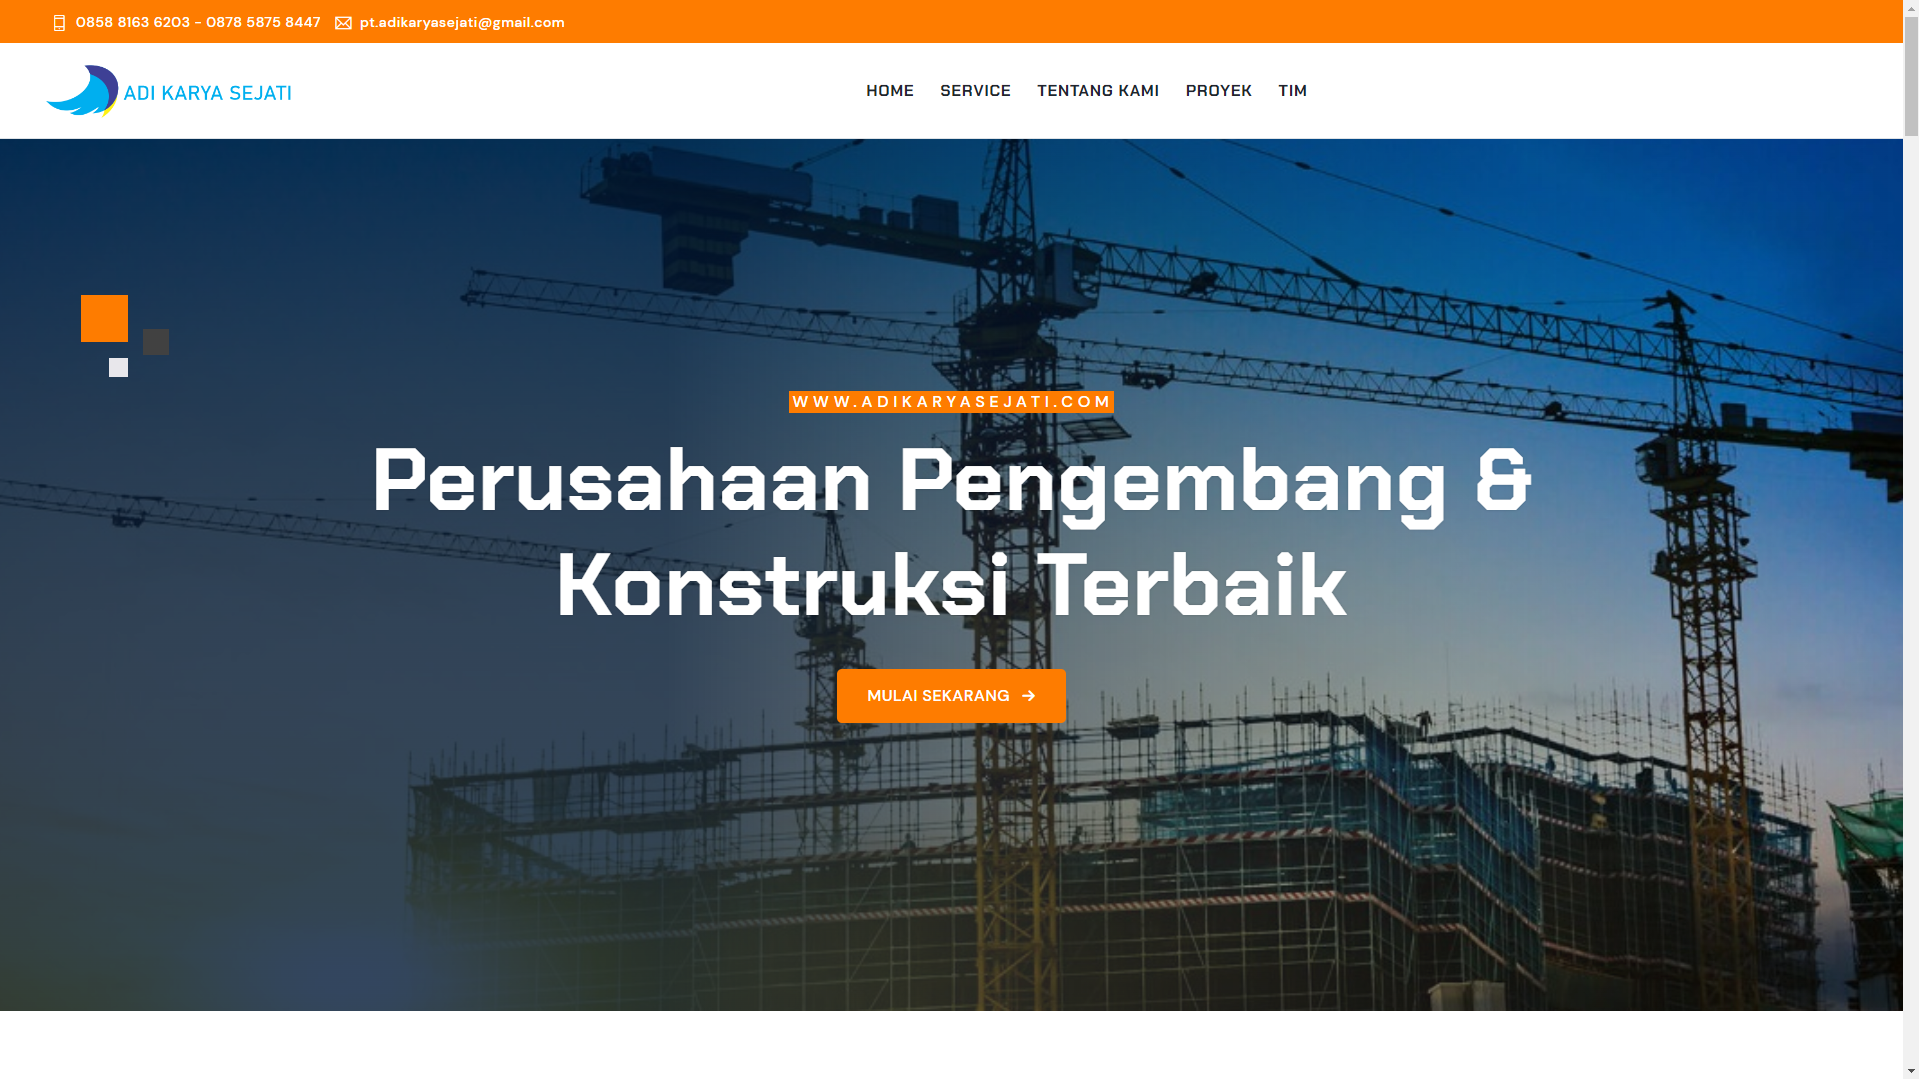 0858 8163 6203 - 0878 5875 8447 pt.adikaryasejati@gmail.com
ADI KARYA SEJATI
HOME SERVICE TENTANG KAMI PROYEK TIM
WWW.ADIKARYASEJATI.COM
Perusahaan Pengembang &
Konstruksi Terbaik
MULAI SEKARANG